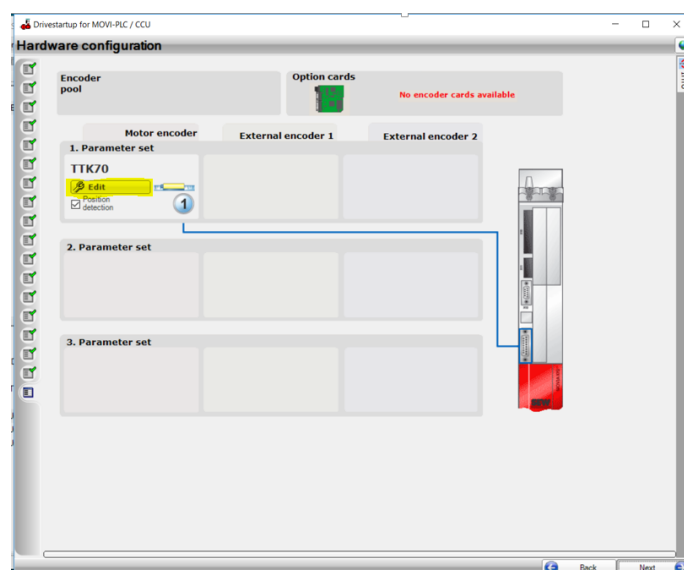 Drivestartup for MOVI-PLC / CCU
Hardware configuration
Encoder
pool
Option cards
No encoder cards available
Motor encoder
External encoder 1
External encoder 2
1. Parameter set
TTK70
Edit
Position
detection
1
2. Parameter set
3. Parameter set
Back
Next